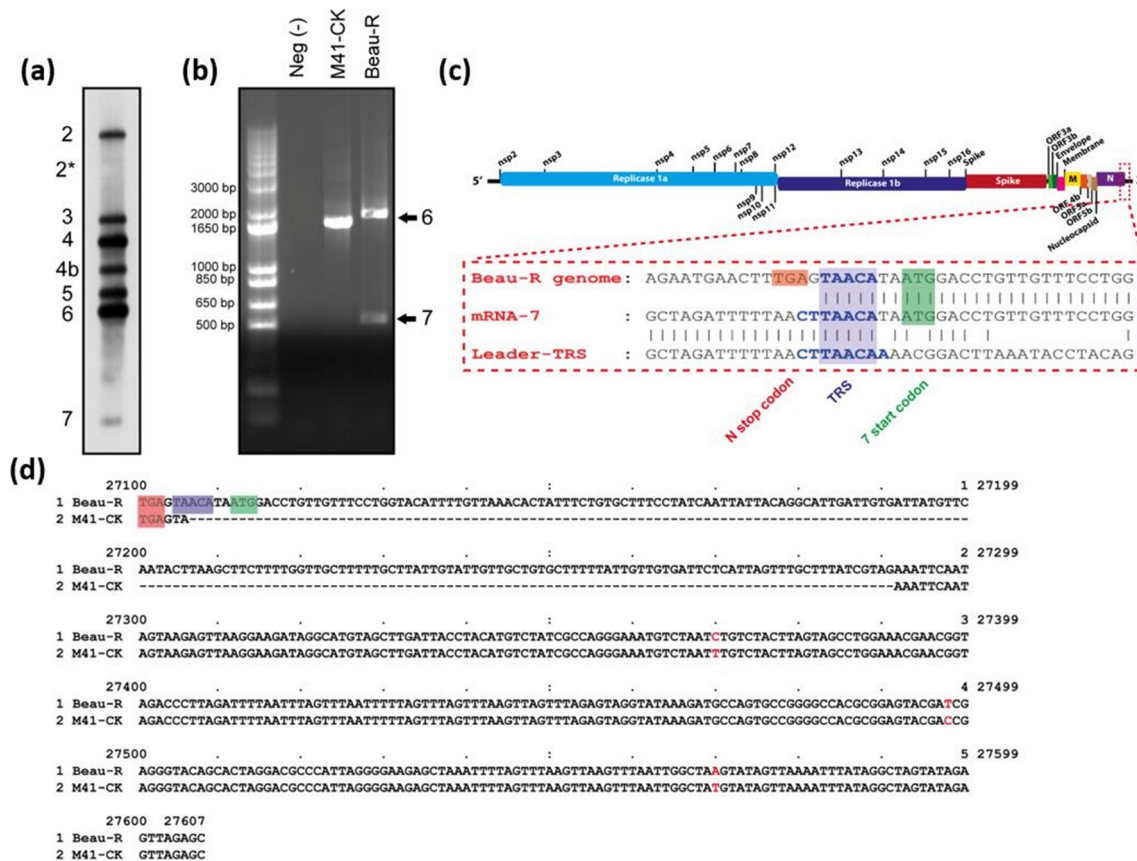 (a)
2
2*
3
4
4b
5
6
7
(b)
Neg (-)
M41-CK
Beau-R
3000 bp
2000 bp
1650 bp
1000 bp
850 bp
650 bp
500 bp
6
7
(c)
nsp2
nsp3
nsp4
nsp5
nsp6
nsp7
nsp8
nsp9
nsp10
nsp11
nsp12
nsp13
nsp14
nsp15
nsp16
Spike
ORF3a
ORF3b
Envelope
Membrane
5’
Replicase 1a
Replicase 1b
Spike
M
N
ORF4b
ORF5a
ORF5b
Nucleocapsid
Beau-R genome: AGAATGAACTTTGAGTAACATAATGGACCTGTTGTTTCCTGG
mRNA-7 : GCTAGATTTTTAACTTAACATAATGGACCTGTTGTTTCCTGG
Leader-TRS : GCTAGATTTTTAACTTAACAAAACGGACTTAAATACCTACAG
N stop codon
TRS
7 start codon
(d)
27100 . . . . : . . . . 1 27199
1 Beau-R TGAGTAACATAATGGACCTGTTGTTTCCTGGTACATTTTGTTAAACACTATTTCTGTGCTTTCCTATCAATTATTACAGGCATTGATTGTGATTATGTTC
2 M41-CK TGAGTA----------------------------------------------------------------------------------------------
27200 . . . . : . . . . 2 27299
1 Beau-R AATACTTAAGCTTCTTTTGGTTGCTTTTGCTTATTGTATTGTTGCTGTGCTTTTTATTGTTGTGATTCTCATTAGTTTGCTTTATCGTAGAAATTCAAT
2 M41-CK -------------------------------------------------------------------------------------------AAATTCAAT
27300 . . . . : . . . . 3 27399
1 Beau-R AGTAAGAGTTAAGGAAGATAGGCATGTAGCTTGATTACCTACATGTCTATCGCCAGGGAAATGTCTAATCTGTCTACTTAGTAGCCTGGAAACGAACGGT
2 M41-CK AGTAAGAGTTAAGGAAGATAGGCATGTAGCTTGATTACCTACATGTCTATCGCCAGGGAAATGTCTAATTTGTCTACTTAGTAGCCTGGAAACGAACGGT
27400 . . . . : . . . . 4 27499
1 Beau-R AGACCCTTAGATTTTAATTTAGTTTAATTTTTAGTTTAGTTTAAGTTAGTTTAGAGTAGGTATAAAGATGCCAGTGCCGGGGCCACGCGGAGTACGATCG
2 M41-CK AGACCCTTAGATTTTAATTTAGTTTAATTTTTAGTTTAGTTTAAGTTAGTTTAGAGTAGGTATAAAGATGCCAGTGCCGGGGCCACGCGGAGTACGACCG
27500 . . . . : . . . . 5 27599
1 Beau-R AGGGTACAGCACTAGGACGCCCATTAGGGGAAGAGCTAAATTTTAGTTTAAGTTAAGTTTAATTGGCTAAGTATAGTTAAAATTTATAGGCTAGTATAGA
2 M41-CK AGGGTACAGCACTAGGACGCCCATTAGGGGAAGAGCTAAATTTTAGTTTAAGTTAAGTTTAATTGGCTATGTATAGTTAAAATTTATAGGCTAGTATAGA
27600 27607
1 Beau-R GTTAGAGC
2 M41-CK GTTAGAGC